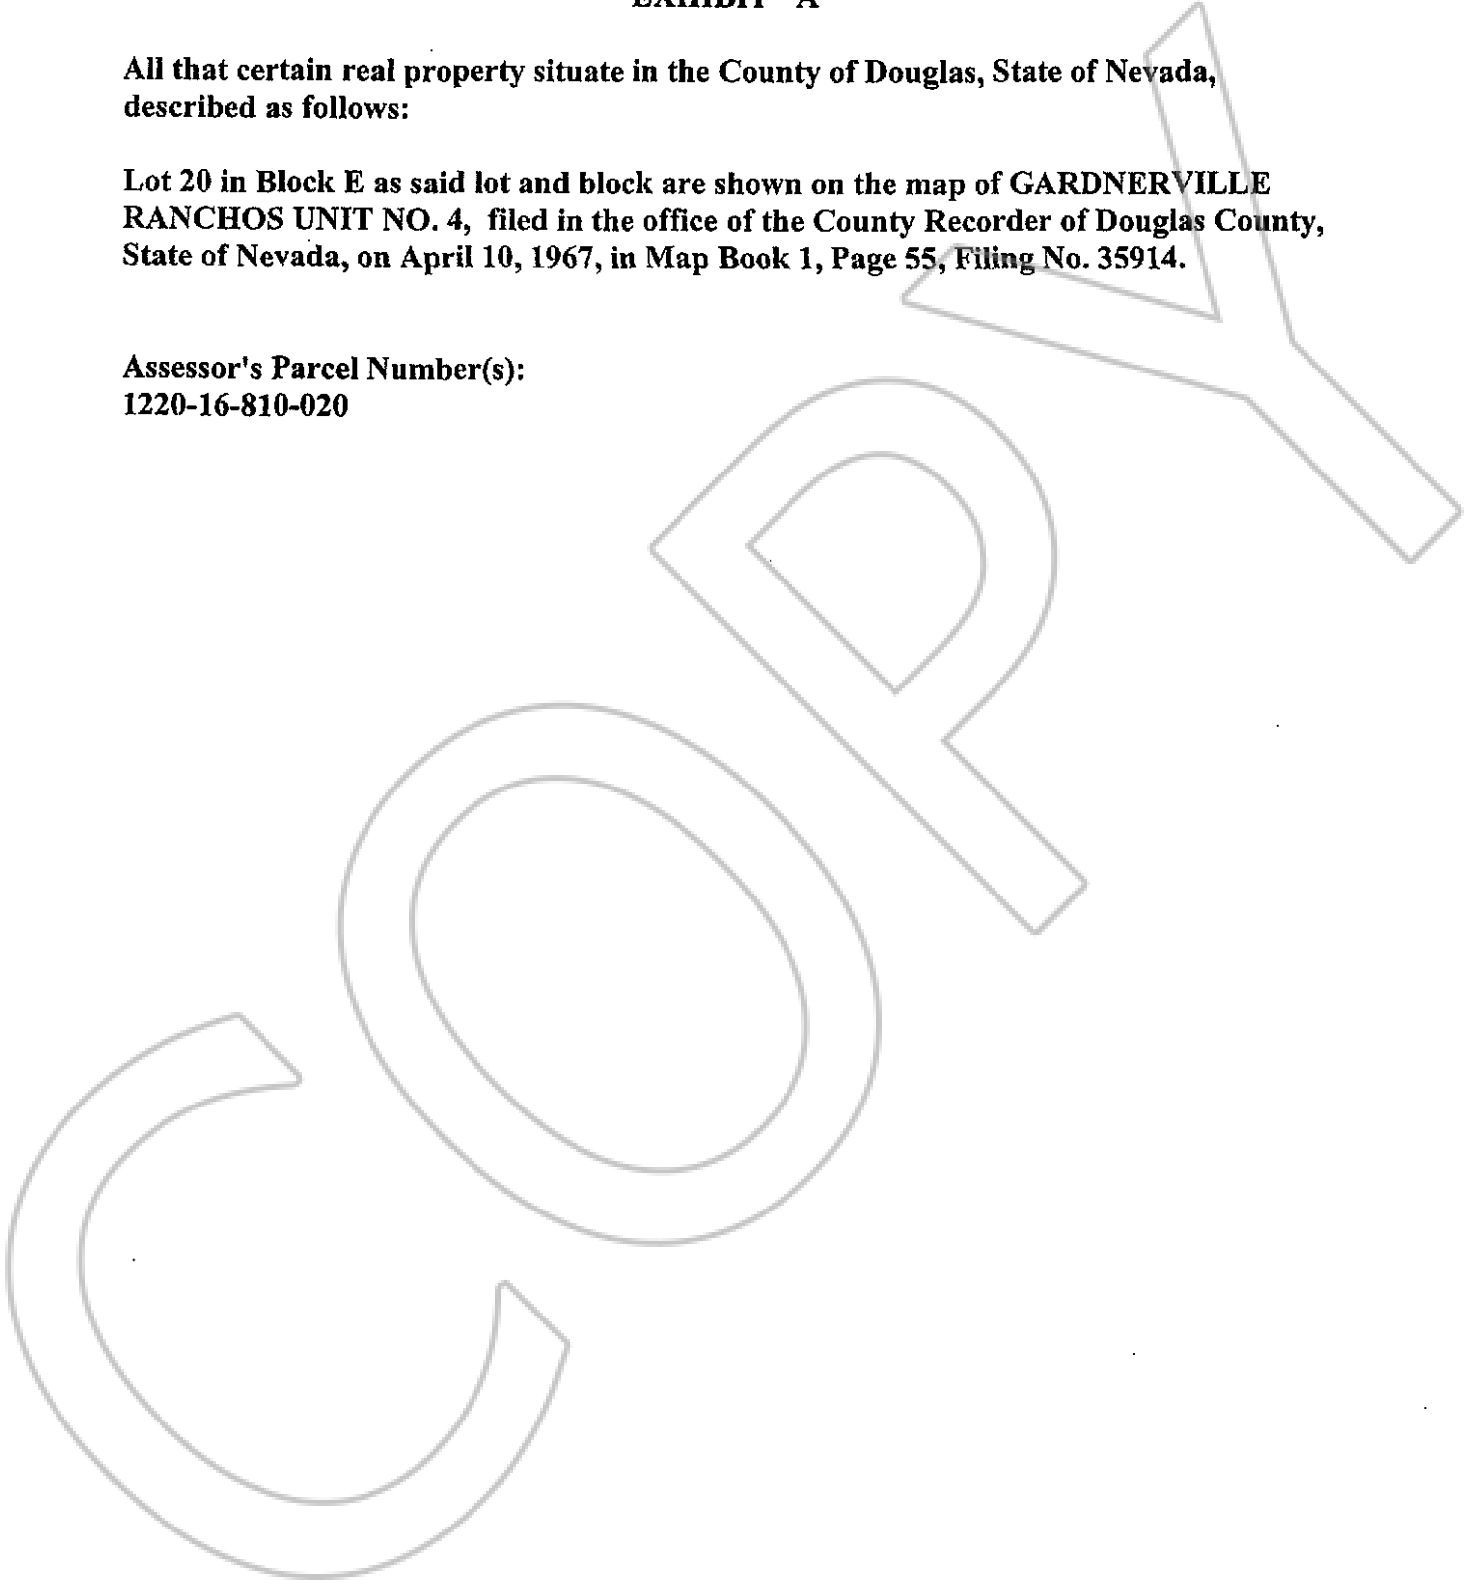 EXHIBIT "A"
All that certain real property situate in the County of Douglas, State of Nevada,
described as follows:
Lot 20 in Block E as said lot and block are shown on the map of GARDNERVILLE
RANCHOS UNIT NO. 4, filed in the office of the County Recorder of Douglas County,
State of Nevada, on April 10, 1967, in Map Book 1, Page 55, Filing No. 35914.
Assessor's Parcel Number(s):
1220-16-810-020
COPY